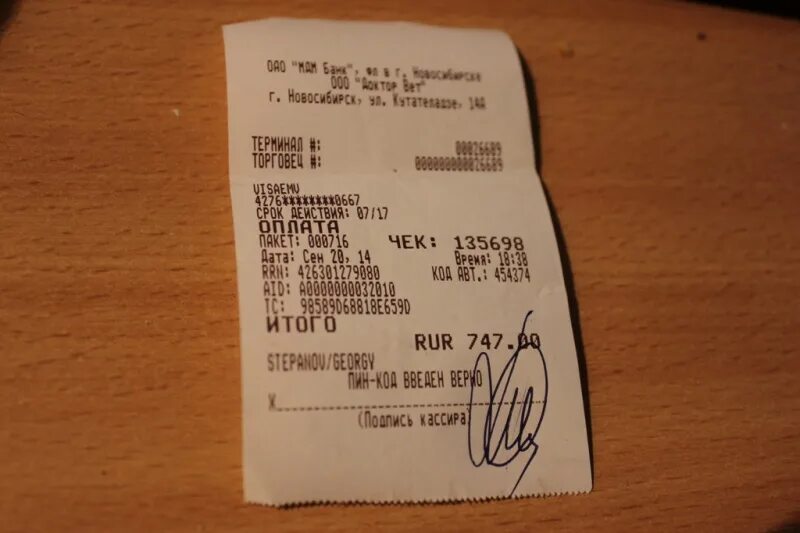 ОАО "МДМ Банк", фл в г. Новосибирске
ООО "Доктор Вет"
г. Новосибирск, ул. Кутателадзе, 14А
ТЕРМИНАЛ #: 00026689
ТОРГОВЕЦ #: 000000000026689
VISAEMV
4276********0667
СРОК ДЕЙСТВИЯ: 07/17
ОПЛАТА
ПАКЕТ: 000716 ЧЕК: 135698
Дата: Сен 20, 14 Время: 18:38
RRN: 426301279080 КОД АВТ.: 454374
AID: A0000000032010
TC: 98589D68818E659D
ИТОГО
RUR 747.00
STEPANOV/GEORGY
ПИН-КОД ВВЕДЕН ВЕРНО
X
(Подпись кассира)